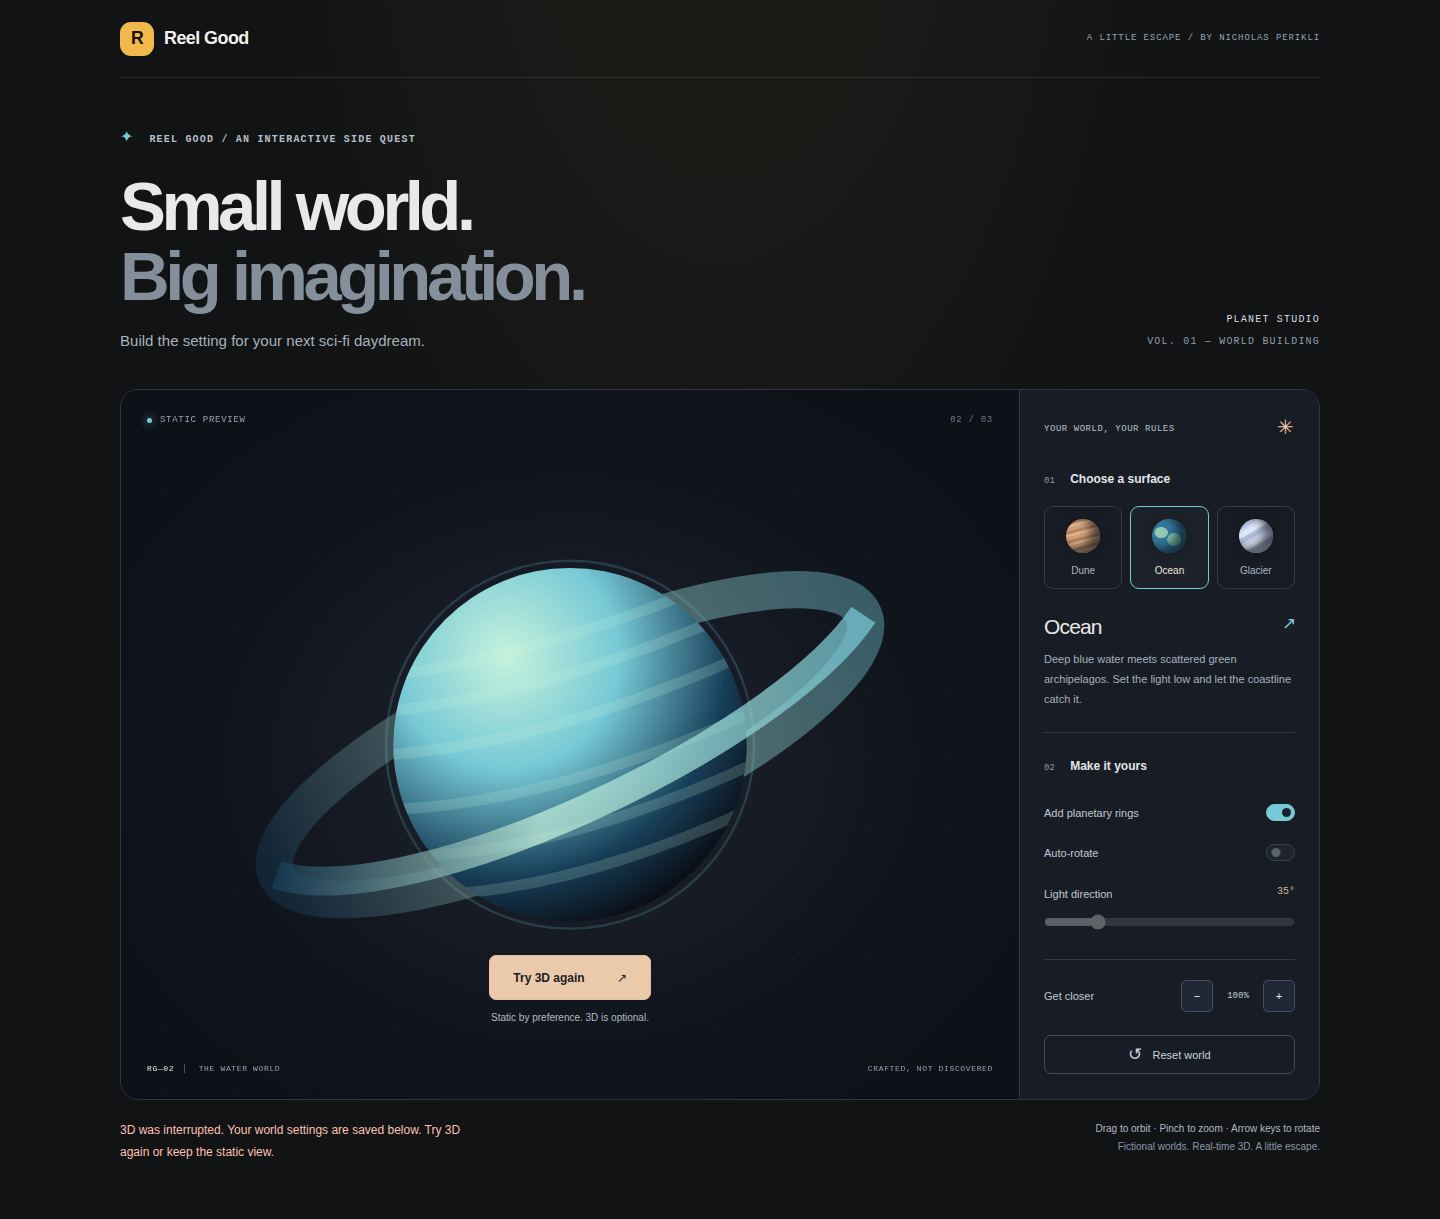 R
Reel Good
A LITTLE ESCAPE / BY NICHOLAS PERIKLI
✦ REEL GOOD / AN INTERACTIVE SIDE QUEST
Small world.
Big imagination.
Build the setting for your next sci-fi daydream.
PLANET STUDIO
VOL. 01 — WORLD BUILDING
STATIC PREVIEW
02 / 03
Try 3D again ↗
Static by preference. 3D is optional.
RG—02 | THE WATER WORLD
CRAFTED, NOT DISCOVERED
YOUR WORLD, YOUR RULES
01 Choose a surface
Dune
Ocean
Glacier
Ocean ↗
Deep blue water meets scattered green
archipelagos. Set the light low and let the coastline
catch it.
02 Make it yours
Add planetary rings
Auto-rotate
Light direction 35°
Get closer − 100% +
↺ Reset world
3D was interrupted. Your world settings are saved below. Try 3D
again or keep the static view.
Drag to orbit · Pinch to zoom · Arrow keys to rotate
Fictional worlds. Real-time 3D. A little escape.